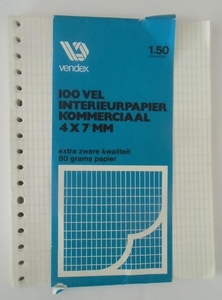 vendex
1.50
100 VEL
INTERIEURPAPIER
KOMMERCIAAL
4 X 7 MM
extra zware kwaliteit
80 grams papier